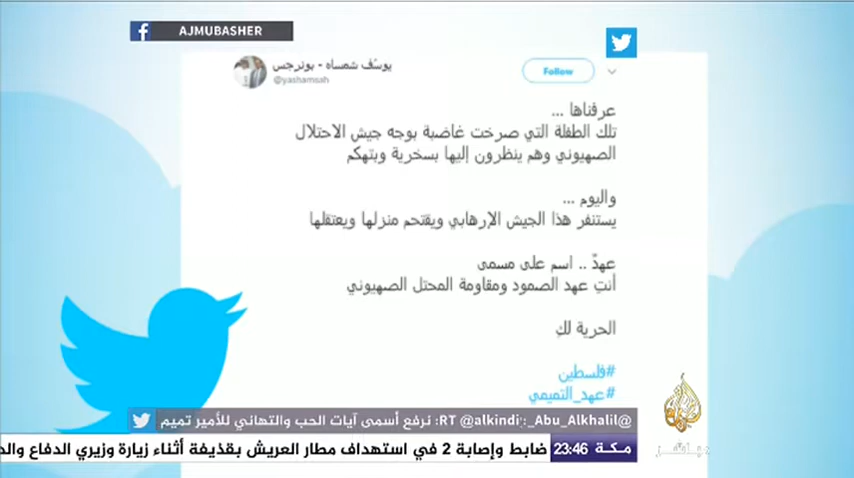 AJMUBASHER
يوسف شمساه - بونرجس
@yashamsah
Follow
عرفناها ...
تلك الطفلة التي صرخت غاضبة بوجه جيش الاحتلال
الصهيوني وهم ينظرون إليها بسخرية وبتهكم
واليوم ...
يستنفر هذا الجيش الإرهابي ويقتحم منزلها ويعتقلها
عهدً .. اسم على مسمى
أنتِ عهد الصمود ومقاومة المحتل الصهيوني
الحرية لكِ
#فلسطين
#عهد_التميمي
RT @alkindi_Abu_Alkhalil@: نرفع أسمى آيات الحب والتهاني للأمير تميم
مكة 23:46
ضابط وإصابة 2 في استهداف مطار العريش بقذيفة أثناء زيارة وزيري الدفاع
مباشر